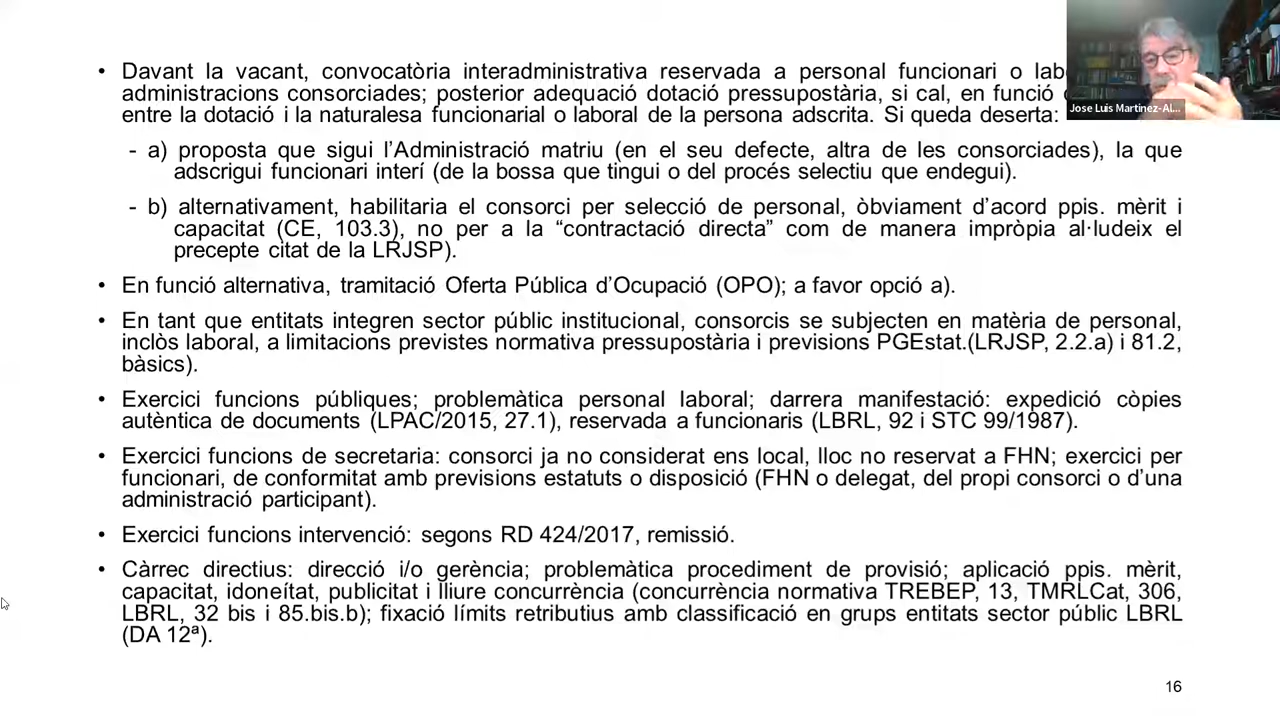 • Davant la vacant, convocatòria interadministrativa reservada a personal funcionari o
administracions consorciades; posterior adequació dotació pressupostària, si cal, en funció
entre la dotació i la naturalesa funcionarial o laboral de la persona adscrita. Si queda deserta:
- a) proposta que sigui l’Administració matriu (en el seu defecte, altra de les consorciades), la que
adscrigui funcionari interí (de la bossa que tingui o del procés selectiu que endegui).
- b) alternativament, habilitaria el consorci per selecció de personal, òbviament d’acord ppis. mèrit i
capacitat (CE, 103.3), no per a la “contractació directa” com de manera impròpia al·ludeix el
precepte citat de la LRJSP).
• En funció alternativa, tramitació Oferta Pública d’Ocupació (OPO); a favor opció a).
• En tant que entitats integren sector públic institucional, consorcis se subjecten en matèria de personal,
inclòs laboral, a limitacions previstes normativa pressupostària i previsions PGEstat.(LRJSP, 2.2.a) i 81.2,
bàsics).
• Exercici funcions públiques; problemàtica personal laboral; darrera manifestació: expedició còpies
autèntica de documents (LPAC/2015, 27.1), reservada a funcionaris (LBRL, 92 i STC 99/1987).
• Exercici funcions de secretaria: consorci ja no considerat ens local, lloc no reservat a FHN; exercici per
funcionari, de conformitat amb previsions estatuts o disposició (FHN o delegat, del propi consorci o d’una
administració participant).
• Exercici funcions intervenció: segons RD 424/2017, remissió.
• Càrrec directius: direcció i/o gerència; problemàtica procediment de provisió; aplicació ppis. mèrit,
capacitat, idoneïtat, publicitat i lliure concurrència (concurrència normativa TREBEP, 13, TMRLCat, 306,
LBRL, 32 bis i 85.bis.b); fixació límits retributius amb classificació en grups entitats sector públic LBRL
(DA 12ª).
16
Jose Luis Martínez-Al...